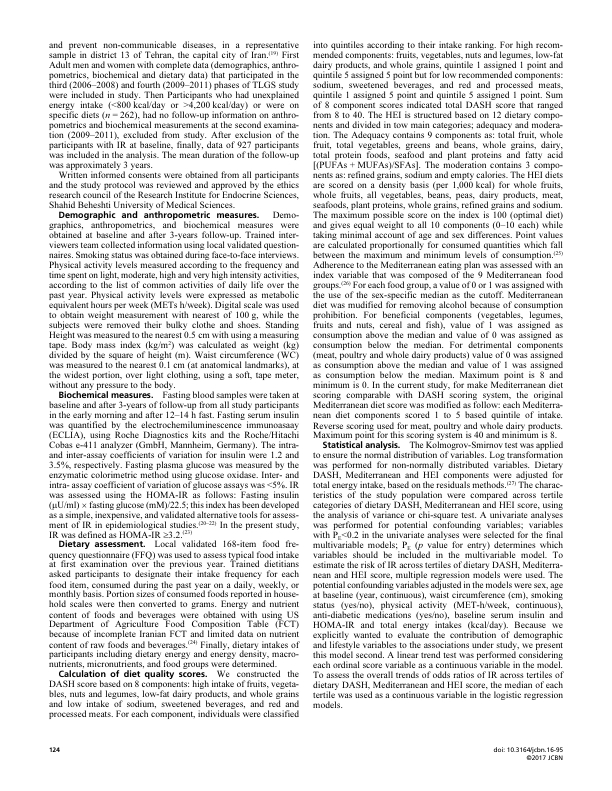 and prevent non-communicable diseases, in a representative
sample in district 13 of Tehran, the capital city of Iran.(19) First
Adult men and women with complete data (demographics, anthro-
pometrics, biochemical and dietary data) that participated in the
third (2006–2008) and fourth (2009–2011) phases of TLGS study
were included in study. Then Participants who had unexplained
energy intake (<800 kcal/day or >4,200 kcal/day) or were on
specific diets (n = 262), had no follow-up information on anthro-
pometrics and biochemical measurements at the second examina-
tion (2009–2011), excluded from study. After exclusion of the
participants with IR at baseline, finally, data of 927 participants
was included in the analysis. The mean duration of the follow-up
was approximately 3 years.
Written informed consents were obtained from all participants
and the study protocol was reviewed and approved by the ethics
research council of the Research Institute for Endocrine Sciences,
Shahid Beheshti University of Medical Sciences.
Demographic and anthropometric measures. Demo-
graphics, anthropometrics, and biochemical measures were
obtained at baseline and after 3-years follow-up. Trained inter-
viewers team collected information using local validated question-
naires. Smoking status was obtained during face-to-face interviews.
Physical activity levels measured according to the frequency and
time spent on light, moderate, high and very high intensity activities,
according to the list of common activities of daily life over the
past year. Physical activity levels were expressed as metabolic
equivalent hours per week (METs h/week). Digital scale was used
to obtain weight measurement with nearest of 100 g, while the
subjects were removed their bulky clothe and shoes. Standing
Height was measured to the nearest 0.5 cm with using a measuring
tape. Body mass index (kg/m²) was calculated as weight (kg)
divided by the square of height (m). Waist circumference (WC)
was measured to the nearest 0.1 cm (at anatomical landmarks), at
the widest portion, over light clothing, using a soft, tape meter,
without any pressure to the body.
Biochemical measures. Fasting blood samples were taken at
baseline and after 3-years of follow-up from all study participants
in the early morning and after 12–14 h fast. Fasting serum insulin
was quantified by the electrochemiluminescence immunoassay
(ECLIA), using Roche Diagnostics kits and the Roche/Hitachi
Cobas e-411 analyzer (GmbH, Mannheim, Germany). The intra-
and inter-assay coefficients of variation for insulin were 1.2 and
3.5%, respectively. Fasting plasma glucose was measured by the
enzymatic colorimetric method using glucose oxidase. Inter- and
intra- assay coefficient of variation of glucose assays was <5%. IR
was assessed using the HOMA-IR as follows: Fasting insulin
(μU/ml) × fasting glucose (mM)/22.5; this index has been developed
as a simple, inexpensive, and validated alternative tools for assess-
ment of IR in epidemiological studies.(20–22) In the present study,
IR was defined as HOMA-IR ≥3.2.(23)
Dietary assessment. Local validated 168-item food fre-
quency questionnaire (FFQ) was used to assess typical food intake
at first examination over the previous year. Trained dietitians
asked participants to designate their intake frequency for each
food item, consumed during the past year on a daily, weekly, or
monthly basis. Portion sizes of consumed foods reported in house-
hold scales were then converted to grams. Energy and nutrient
content of foods and beverages were obtained with using US
Department of Agriculture Food Composition Table (FCT)
because of incomplete Iranian FCT and limited data on nutrient
content of raw foods and beverages.(24) Finally, dietary intakes of
participants including dietary energy and energy density, macro-
nutrients, micronutrients, and food groups were determined.
Calculation of diet quality scores. We constructed the
DASH score based on 8 components: high intake of fruits, vegeta-
bles, nuts and legumes, low-fat dairy products, and whole grains
and low intake of sodium, sweetened beverages, and red and
processed meats. For each component, individuals were classified
into quintiles according to their intake ranking. For high recom-
mended components: fruits, vegetables, nuts and legumes, low-fat
dairy products, and whole grains, quintile 1 assigned 1 point and
quintile 5 assigned 5 point but for low recommended components:
sodium, sweetened beverages, and red and processed meats,
quintile 1 assigned 5 point and quintile 5 assigned 1 point. Sum
of 8 component scores indicated total DASH score that ranged
from 8 to 40. The HEI is structured based on 12 dietary compo-
nents and divided to tow main categories; adequacy and modera-
tion. The Adequacy contains 9 components as: total fruit, whole
fruit, total vegetables, greens and beans, whole grains, dairy,
total protein foods, seafood and plant proteins and fatty acid
[(PUFAs + MUFAs)/SFAs]. The moderation contains 3 compo-
nents as: refined grains, sodium and empty calories. The HEI diets
are scored on a density basis (per 1,000 kcal) for whole fruits,
whole fruits, all vegetables, beans, peas, dairy products, meat,
seafoods, plant proteins, whole grains, refined grains and sodium.
The maximum possible score on the index is 100 (optimal diet)
and gives equal weight to all 10 components (0–10 each) while
taking minimal account of age and sex differences. Point values
are calculated proportionally for consumed quantities which fall
between the maximum and minimum levels of consumption.(25)
Adherence to the Mediterranean eating plan was assessed with an
index variable that was composed of the 9 Mediterranean food
groups.(26) For each food group, a value of 0 or 1 was assigned with
the use of the sex-specific median as the cutoff. Mediterranean
diet was modified for removing alcohol because of consumption
prohibition. For beneficial components (vegetables, legumes,
fruits and nuts, cereal and fish), value of 1 was assigned as
consumption above the median and value of 0 was assigned as
consumption below the median. For detrimental components
(meat, poultry and whole dairy products) value of 0 was assigned
as consumption above the median and value of 1 was assigned
as consumption below the median. Maximum point is 8 and
minimum is 0. In the current study, for make Mediterranean diet
scoring comparable with DASH scoring system, the original
Mediterranean diet score was modified as follow: each Mediterra-
nean diet components scored 1 to 5 based quintile of intake.
Reverse scoring used for meat, poultry and whole dairy products.
Maximum point for this scoring system is 40 and minimum is 8.
Statistical analysis. The Kolmogrov-Smirnov test was applied
to ensure the normal distribution of variables. Log transformation
was performed for non-normally distributed variables. Dietary
DASH, Mediterranean and HEI components were adjusted for
total energy intake, based on the residuals methods.(27) The charac-
teristics of the study population were compared across tertile
categories of dietary DASH, Mediterranean and HEI score, using
the analysis of variance or chi-square test. A univariate analyses
was performed for potential confounding variables; variables
with PE<0.2 in the univariate analyses were selected for the final
multivariable models; PE (p value for entry) determines which
variables should be included in the multivariable model. To
estimate the risk of IR across tertiles of dietary DASH, Mediterra-
nean and HEI score, multiple regression models were used. The
potential confounding variables adjusted in the models were sex, age
at baseline (year, continuous), waist circumference (cm), smoking
status (yes/no), physical activity (MET-h/week, continuous),
anti-diabetic medications (yes/no), baseline serum insulin and
HOMA-IR and total energy intakes (kcal/day). Because we
explicitly wanted to evaluate the contribution of demographic
and lifestyle variables to the associations under study, we present
this model second. A linear trend test was performed considering
each ordinal score variable as a continuous variable in the model.
To assess the overall trends of odds ratios of IR across tertiles of
dietary DASH, Mediterranean and HEI score, the median of each
tertile was used as a continuous variable in the logistic regression
models.
124
doi: 10.3164/jcbn.16-95
©2017 JCBN